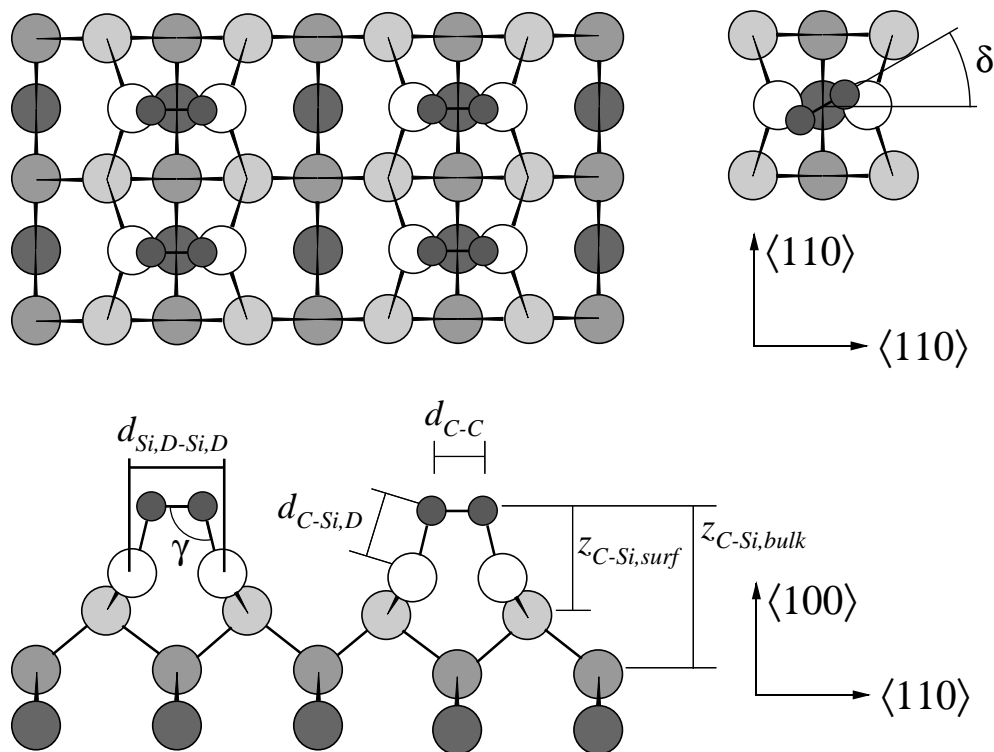 δ
⟨110⟩
⟨110⟩
d_{Si,D-Si,D}
d_{C-C}
d_{C-Si,D}
γ
z_{C-Si,surf}
z_{C-Si,bulk}
⟨100⟩
⟨110⟩